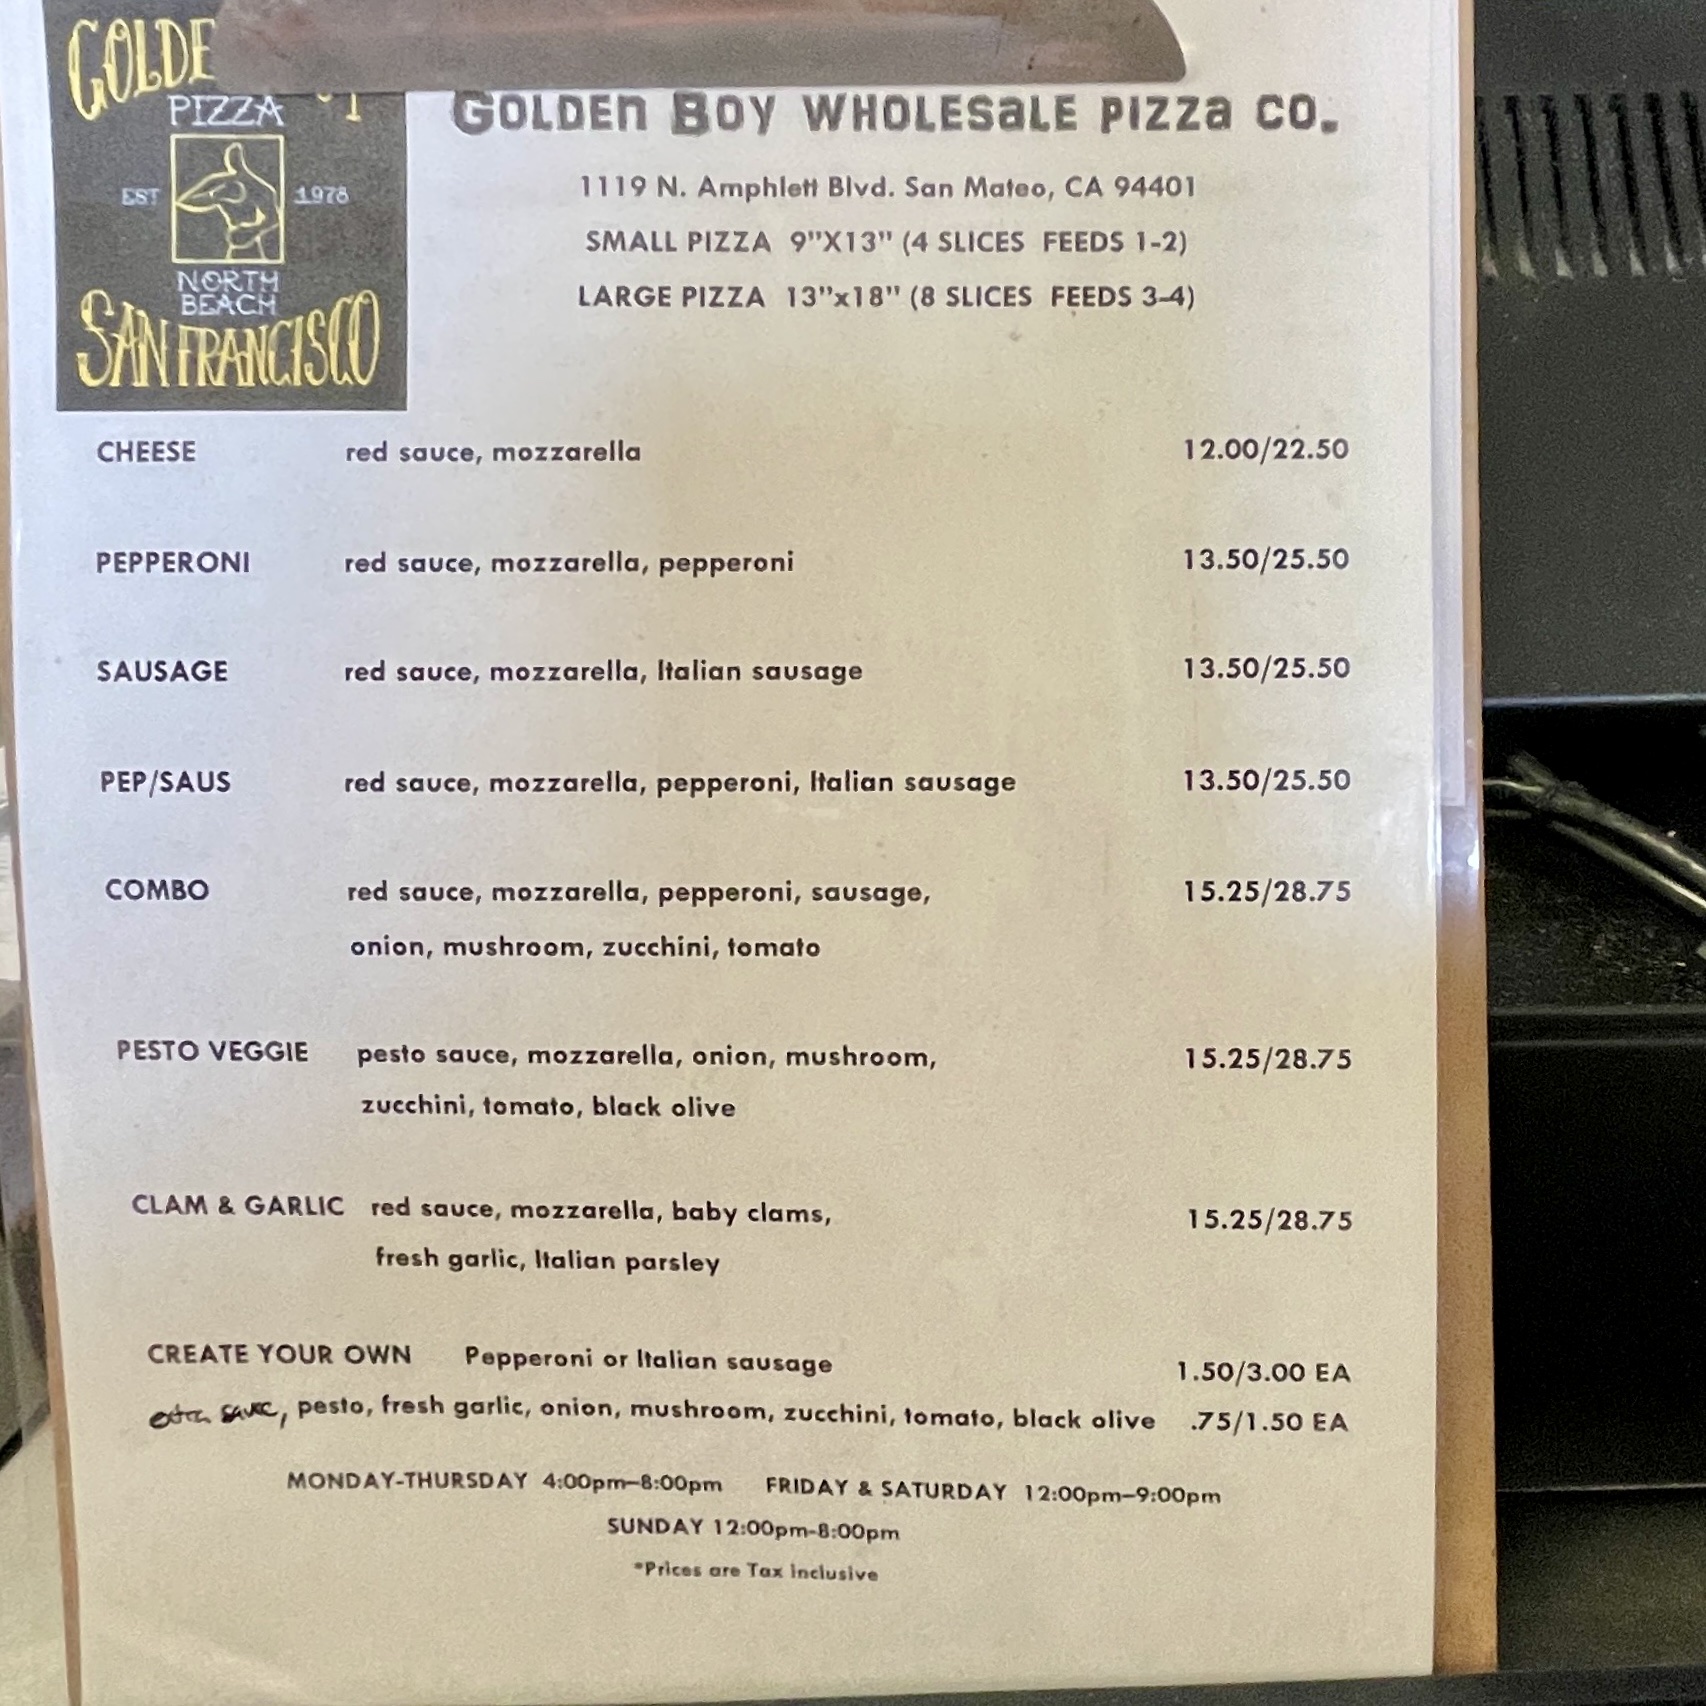 GOLDE
PIZZA
EST 1978
NORTH
BEACH
SAN FRANCISCO
GOLDEN BOY WHOLESALE PIZZA CO.
1119 N. Amphlett Blvd. San Mateo, CA 94401
SMALL PIZZA 9"X13" (4 SLICES FEEDS 1-2)
LARGE PIZZA 13"x18" (8 SLICES FEEDS 3-4)
CHEESE red sauce, mozzarella 12.00/22.50
PEPPERONI red sauce, mozzarella, pepperoni 13.50/25.50
SAUSAGE red sauce, mozzarella, Italian sausage 13.50/25.50
PEP/SAUS red sauce, mozzarella, pepperoni, Italian sausage 13.50/25.50
COMBO red sauce, mozzarella, pepperoni, sausage, 15.25/28.75
onion, mushroom, zucchini, tomato
PESTO VEGGIE pesto sauce, mozzarella, onion, mushroom, 15.25/28.75
zucchini, tomato, black olive
CLAM & GARLIC red sauce, mozzarella, baby clams, 15.25/28.75
fresh garlic, Italian parsley
CREATE YOUR OWN Pepperoni or Italian sausage 1.50/3.00 EA
extra sauce, pesto, fresh garlic, onion, mushroom, zucchini, tomato, black olive .75/1.50 EA
MONDAY-THURSDAY 4:00pm–8:00pm FRIDAY & SATURDAY 12:00pm–9:00pm
SUNDAY 12:00pm-8:00pm
*Prices are Tax Inclusive